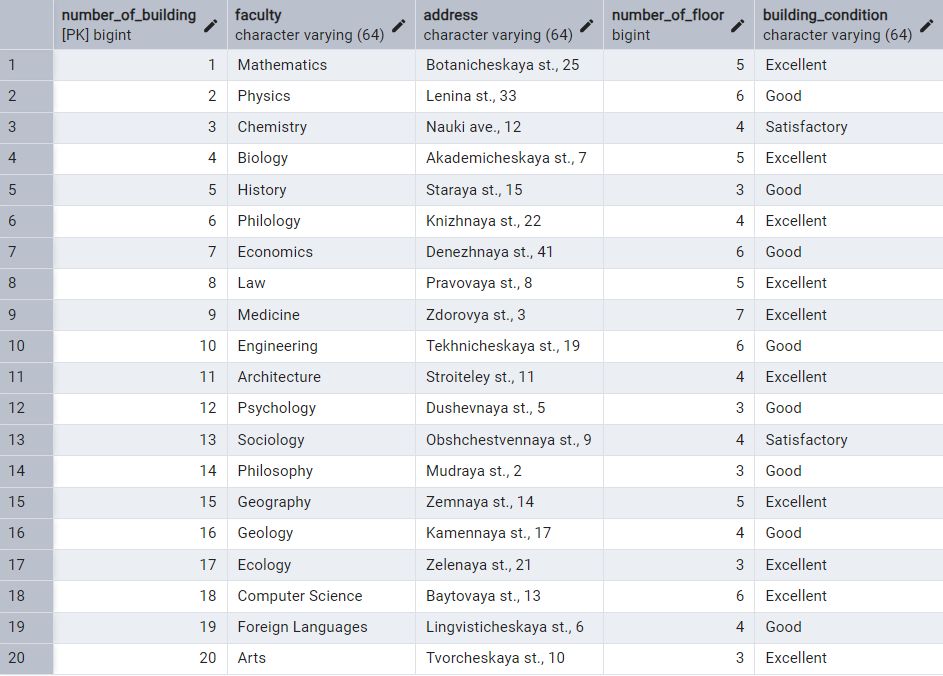 number_of_building faculty address number_of_floor building_condition
[PK] bigint character varying (64) character varying (64) bigint character varying (64)
1 1 Mathematics Botanicheskaya st., 25 5 Excellent
2 2 Physics Lenina st., 33 6 Good
3 3 Chemistry Nauki ave., 12 4 Satisfactory
4 4 Biology Akademicheskaya st., 7 5 Excellent
5 5 History Staraya st., 15 3 Good
6 6 Philology Knizhnaya st., 22 4 Excellent
7 7 Economics Denezhnaya st., 41 6 Good
8 8 Law Pravovaya st., 8 5 Excellent
9 9 Medicine Zdorovya st., 3 7 Excellent
10 10 Engineering Tekhnicheskaya st., 19 6 Good
11 11 Architecture Stroiteley st., 11 4 Excellent
12 12 Psychology Dushevnaya st., 5 3 Good
13 13 Sociology Obshchestvennaya st., 9 4 Satisfactory
14 14 Philosophy Mudraya st., 2 3 Good
15 15 Geography Zemnaya st., 14 5 Excellent
16 16 Geology Kamennaya st., 17 4 Good
17 17 Ecology Zelenaya st., 21 3 Excellent
18 18 Computer Science Baytovaya st., 13 6 Excellent
19 19 Foreign Languages Lingvisticheskaya st., 6 4 Good
20 20 Arts Tvorcheskaya st., 10 3 Excellent